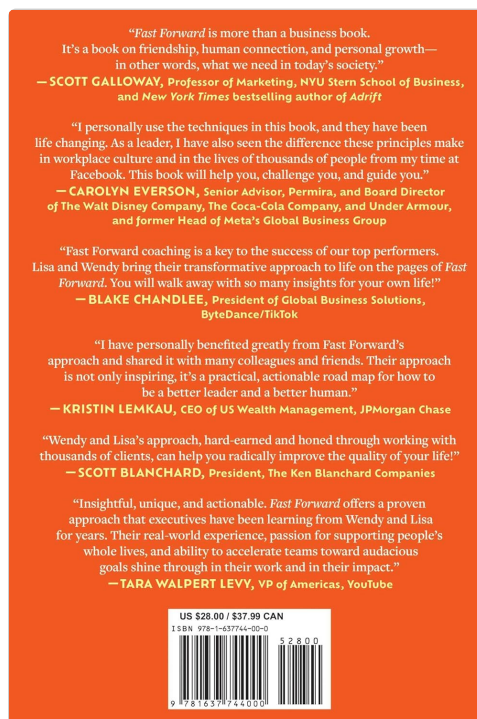 “Fast Forward is more than a business book.
It’s a book on friendship, human connection, and personal growth—
in other words, what we need in today’s society.”
—SCOTT GALLOWAY, Professor of Marketing, NYU Stern School of Business,
and New York Times bestselling author of Adrift
“I personally use the techniques in this book, and they have been
life changing. As a leader, I have also seen the difference these principles make
in workplace culture and in the lives of thousands of people from my time at
Facebook. This book will help you, challenge you, and guide you.”
—CAROLYN EVERSON, Senior Advisor, Permira, and Board Director
of The Walt Disney Company, The Coca-Cola Company, and Under Armour,
and former Head of Meta’s Global Business Group
“Fast Forward coaching is a key to the success of our top performers.
Lisa and Wendy bring their transformative approach to life on the pages of Fast
Forward. You will walk away with so many insights for your own life!”
—BLAKE CHANDLEE, President of Global Business Solutions,
ByteDance/TikTok
“I have personally benefited greatly from Fast Forward’s
approach and shared it with many colleagues and friends. Their approach
is not only inspiring, it’s a practical, actionable road map for how to
be a better leader and a better human.”
—KRISTIN LEMKAU, CEO of US Wealth Management, JPMorgan Chase
“Wendy and Lisa’s approach, hard-earned and honed through working with
thousands of clients, can help you radically improve the quality of your life!”
—SCOTT BLANCHARD, President, The Ken Blanchard Companies
“Insightful, unique, and actionable. Fast Forward offers a proven
approach that executives have been learning from Wendy and Lisa
for years. Their real-world experience, passion for supporting people’s
whole lives, and ability to accelerate teams toward audacious
goals shine through in their work and in their impact.”
—TARA WALPERT LEVY, VP of Americas, YouTube
US $28.00 / $37.99 CAN
ISBN 978-1-637744-00-0
52800
9 781637 744000